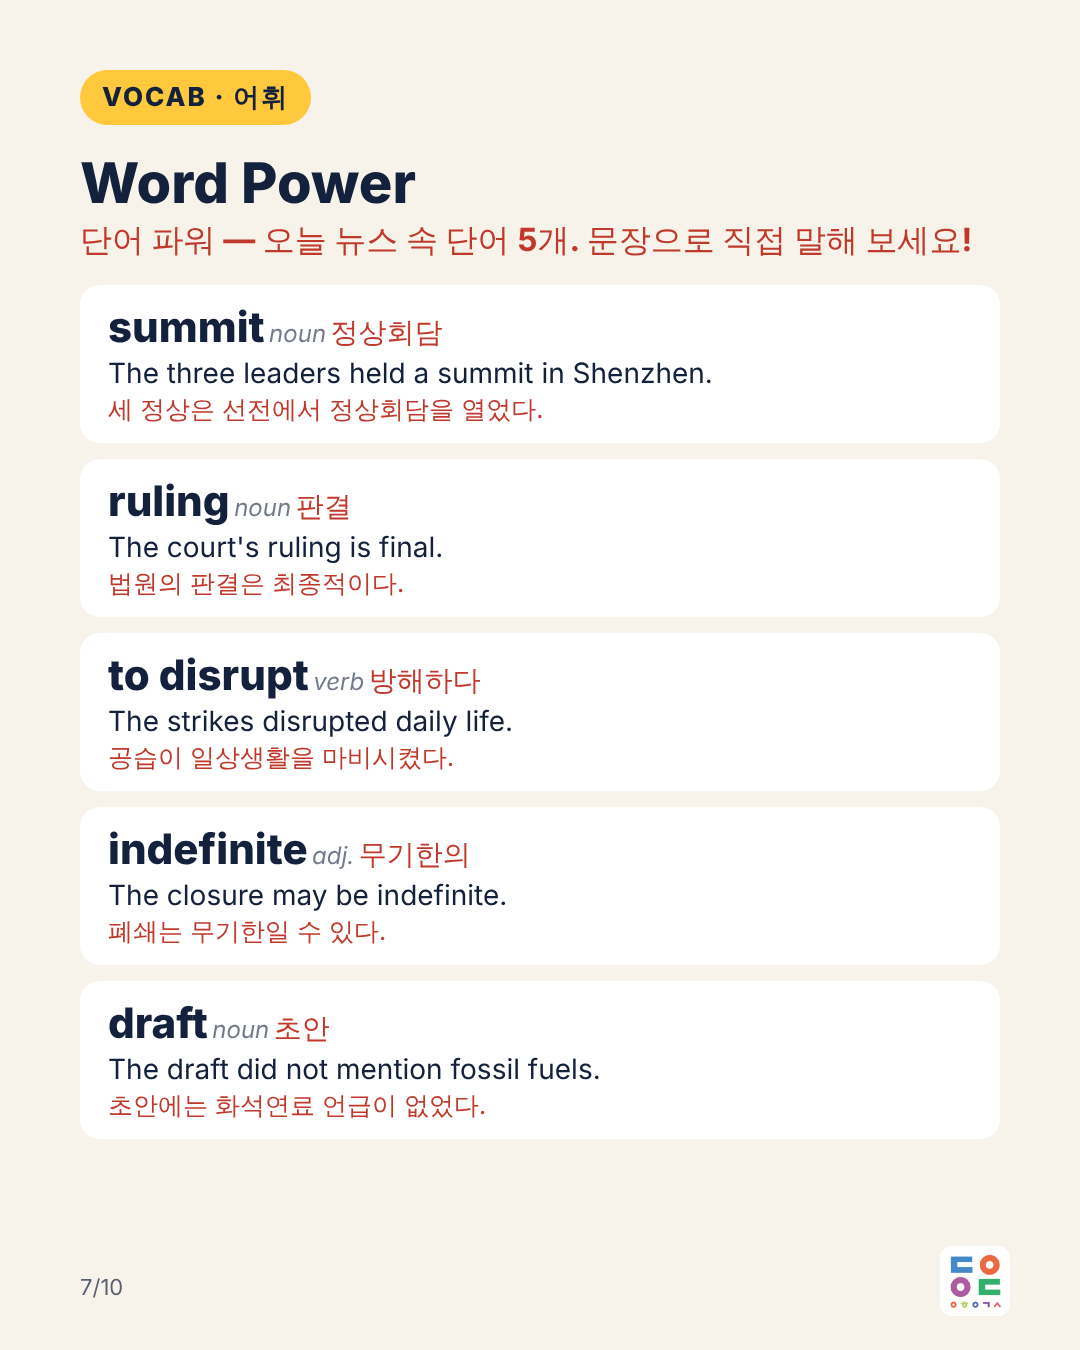 VOCAB · 어휘
Word Power
단어 파워 — 오늘 뉴스 속 단어 5개. 문장으로 직접 말해 보세요!
summit noun 정상회담
The three leaders held a summit in Shenzhen.
세 정상은 선전에서 정상회담을 열었다.
ruling noun 판결
The court's ruling is final.
법원의 판결은 최종적이다.
to disrupt verb 방해하다
The strikes disrupted daily life.
공습이 일상생활을 마비시켰다.
indefinite adj. 무기한의
The closure may be indefinite.
폐쇄는 무기한일 수 있다.
draft noun 초안
The draft did not mention fossil fuels.
초안에는 화석연료 언급이 없었다.
7/10